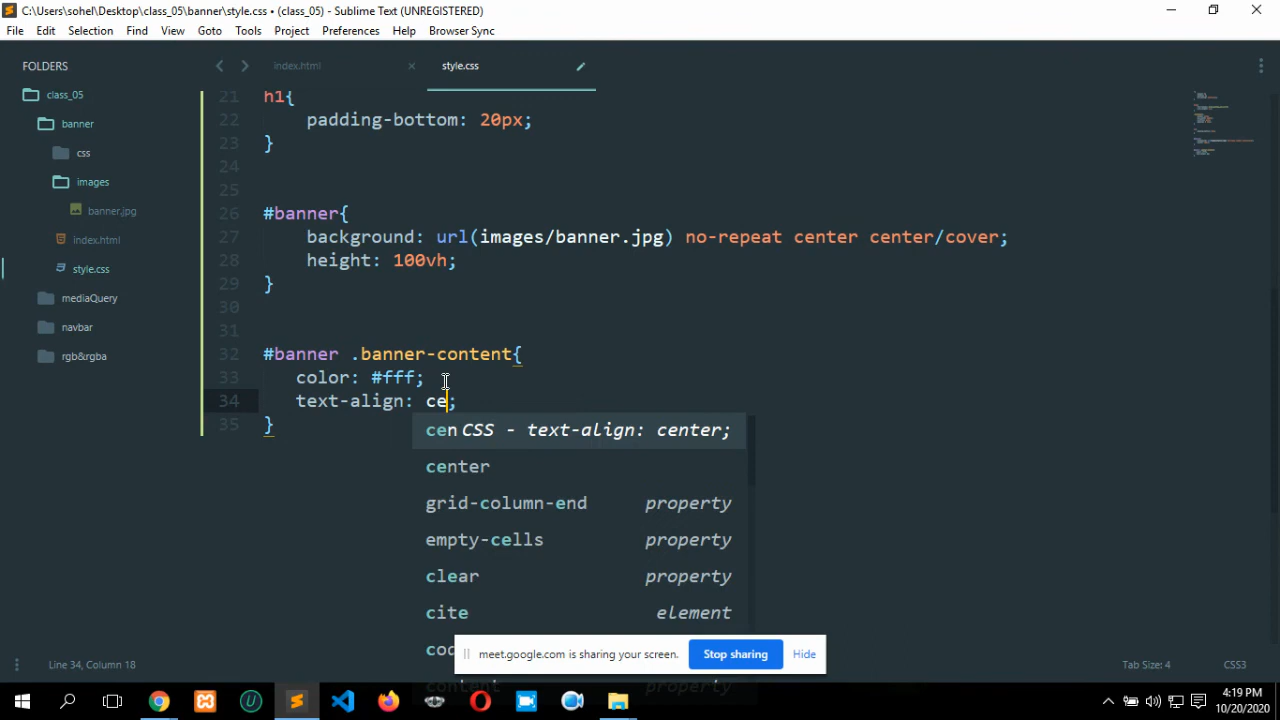 C:\Users\sohel\Desktop\class_05\banner\style.css • (class_05) - Sublime Text (UNREGISTERED)
File Edit Selection Find View Goto Tools Project Preferences Help Browser Sync
FOLDERS
class_05
banner
css
images
banner.jpg
index.html
style.css
mediaQuery
navbar
rgb&rgba
index.html
style.css
21 h1{
22 padding-bottom: 20px;
23 }
24
25
26 #banner{
27 background: url(images/banner.jpg) no-repeat center center/cover;
28 height: 100vh;
29 }
30
31
32 #banner .banner-content{
33 color: #fff;
34 text-align: ce;
35 }
cen CSS - text-align: center;
center
grid-column-end property
empty-cells property
clear property
cite element
content property
meet.google.com is sharing your screen. Stop sharing Hide
Line 34, Column 18 Tab Size: 4 CSS3
4:19 PM
10/20/2020